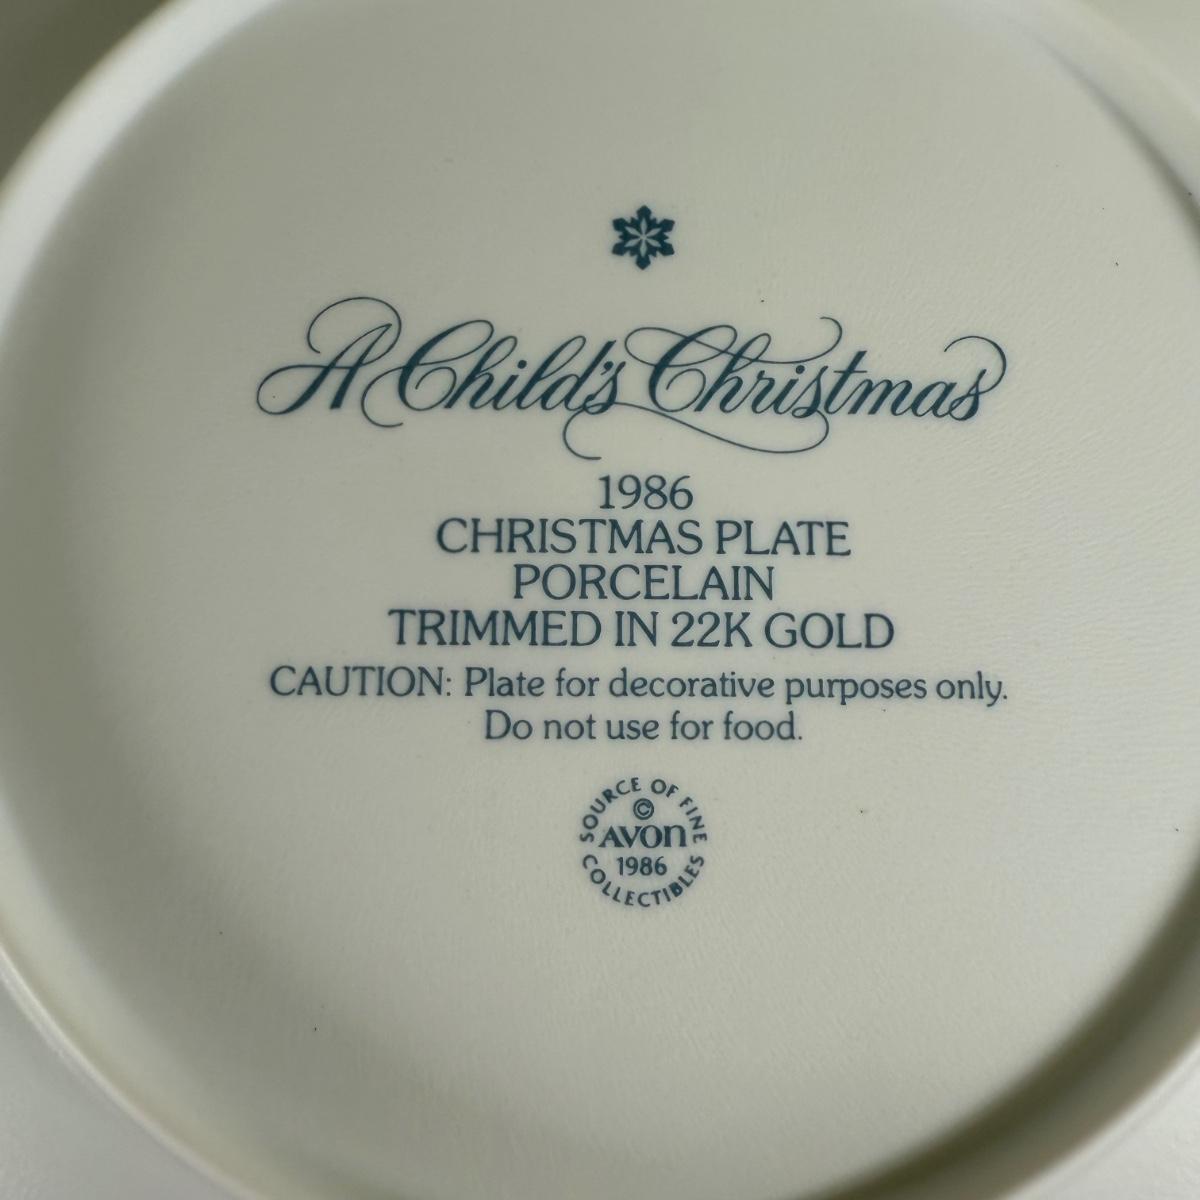 A Child's Christmas
1986
CHRISTMAS PLATE
PORCELAIN
TRIMMED IN 22K GOLD
CAUTION: Plate for decorative purposes only.
Do not use for food.
SOURCE OF FINE
©
AVON
1986
COLLECTIBLES